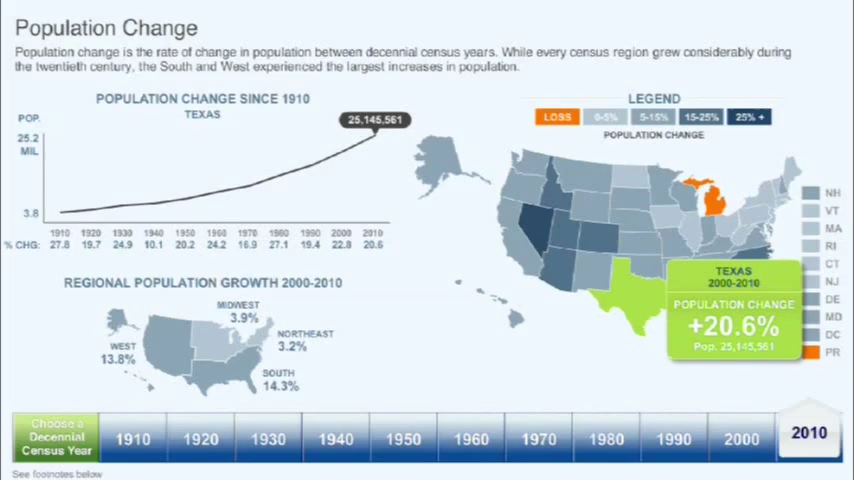 Population Change
Population change is the rate of change in population between decennial census years. While every census region grew considerably during
the twentieth century, the South and West experienced the largest increases in population.
POPULATION CHANGE SINCE 1910
TEXAS
POP.
25.2
MIL
3.8
25,145,561
1910 1920 1930 1940 1950 1960 1970 1980 1990 2000 2010
% CHG: 27.8 19.7 24.9 10.1 20.2 24.2 16.9 27.1 19.4 22.8 20.6
LEGEND
LOSS 0-5% 5-15% 15-25% 25% +
POPULATION CHANGE
NH
VT
MA
RI
CT
NJ
DE
MD
DC
PR
TEXAS
2000-2010
POPULATION CHANGE
+20.6%
Pop. 25,145,561
REGIONAL POPULATION GROWTH 2000-2010
MIDWEST
3.9%
NORTHEAST
3.2%
WEST
13.8%
SOUTH
14.3%
Choose a
Decennial
Census Year
1910 1920 1930 1940 1950 1960 1970 1980 1990 2000 2010
See footnotes below